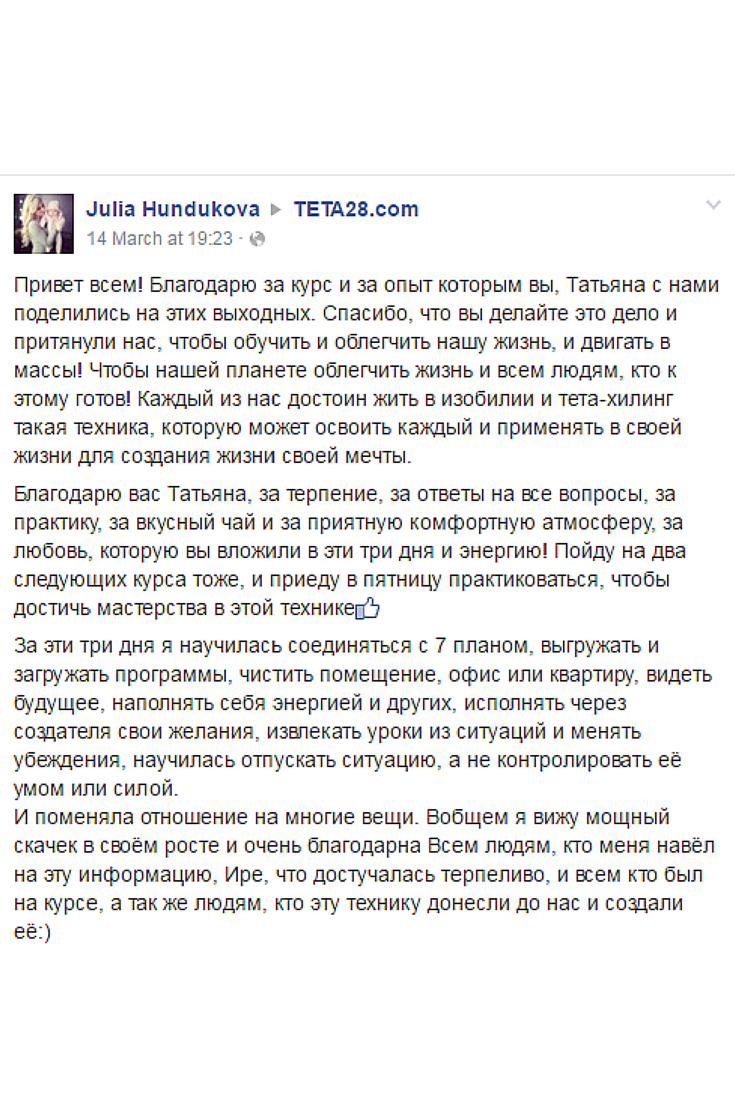 Julia Hundukova ▶ TETA28.com
14 March at 19:23 ·
Привет всем! Благодарю за курс и за опыт которым вы, Татьяна с нами
поделились на этих выходных. Спасибо, что вы делайте это дело и
притянули нас, чтобы обучить и облегчить нашу жизнь, и двигать в
массы! Чтобы нашей планете облегчить жизнь и всем людям, кто к
этому готов! Каждый из нас достоин жить в изобилии и тета-хилинг
такая техника, которую может освоить каждый и применять в своей
жизни для создания жизни своей мечты.
Благодарю вас Татьяна, за терпение, за ответы на все вопросы, за
практику, за вкусный чай и за приятную комфортную атмосферу, за
любовь, которую вы вложили в эти три дня и энергию! Пойду на два
следующих курса тоже, и приеду в пятницу практиковаться, чтобы
достичь мастерства в этой технике
За эти три дня я научилась соединяться с 7 планом, выгружать и
загружать программы, чистить помещение, офис или квартиру, видеть
будущее, наполнять себя энергией и других, исполнять через
создателя свои желания, извлекать уроки из ситуаций и менять
убеждения, научилась отпускать ситуацию, а не контролировать её
умом или силой.
И поменяла отношение на многие вещи. Вобщем я вижу мощный
скачек в своём росте и очень благодарна Всем людям, кто меня навёл
на эту информацию, Ире, что достучалась терпеливо, и всем кто был
на курсе, а так же людям, кто эту технику донесли до нас и создали
её:)